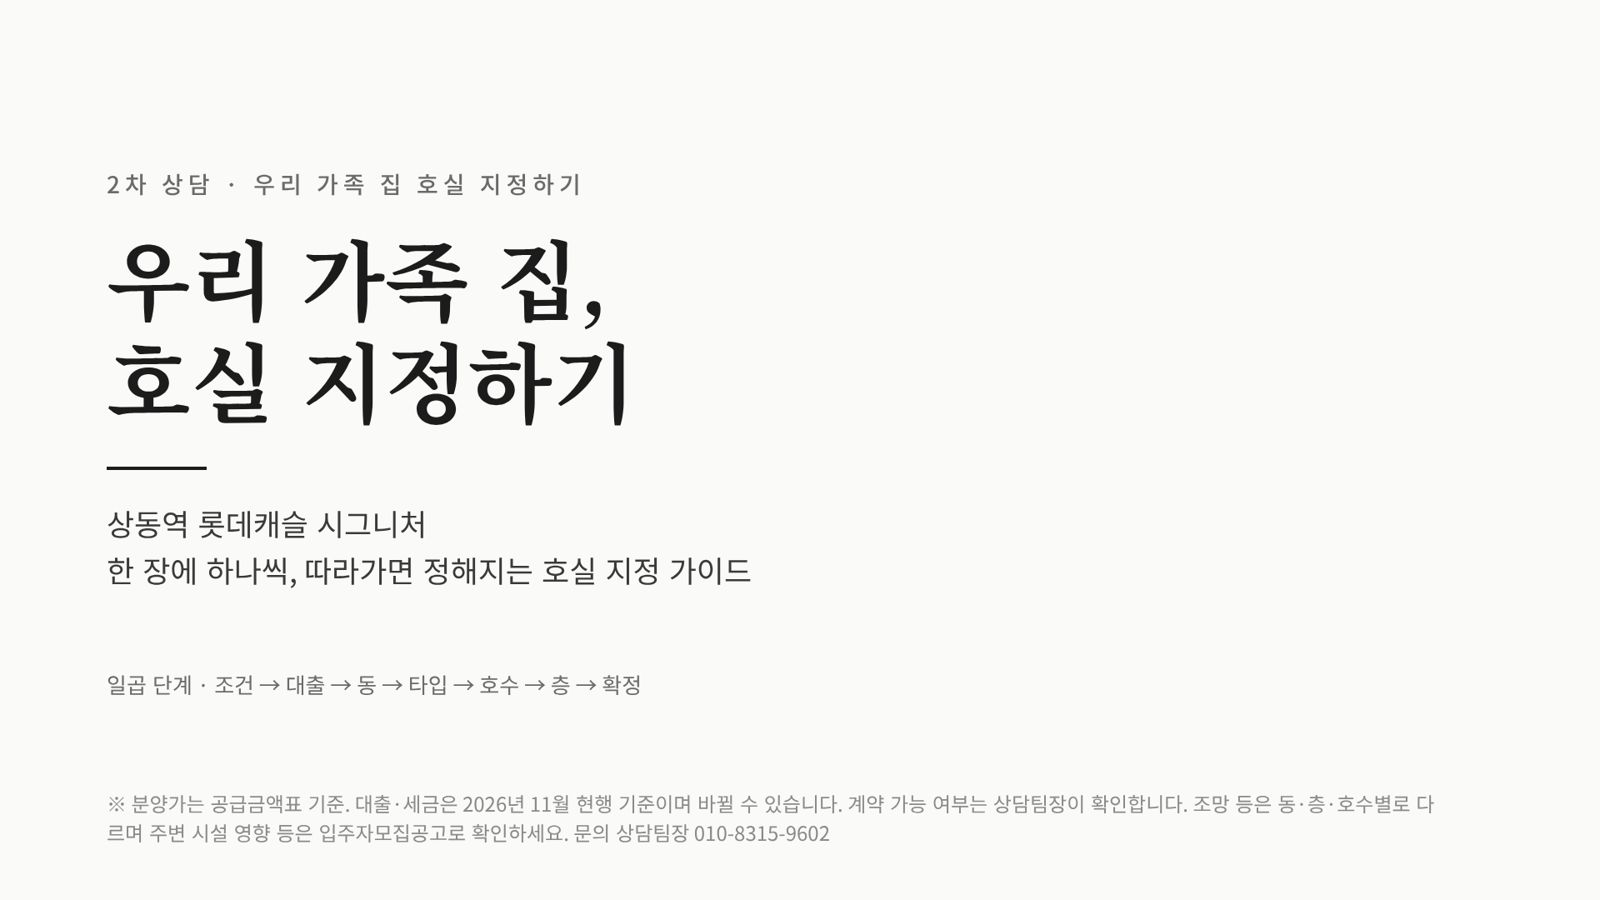 2차 상담 · 우리 가족 집 호실 지정하기
우리 가족 집,
호실 지정하기
상동역 롯데캐슬 시그니처
한 장에 하나씩, 따라가면 정해지는 호실 지정 가이드
일곱 단계 · 조건 → 대출 → 동 → 타입 → 호수 → 층 → 확정
※ 분양가는 공급금액표 기준. 대출·세금은 2026년 11월 현행 기준이며 바뀔 수 있습니다. 계약 가능 여부는 상담팀장이 확인합니다. 조망 등은 동·층·호수별로 다
르며 주변 시설 영향 등은 입주자모집공고로 확인하세요. 문의 상담팀장 010-8315-9602